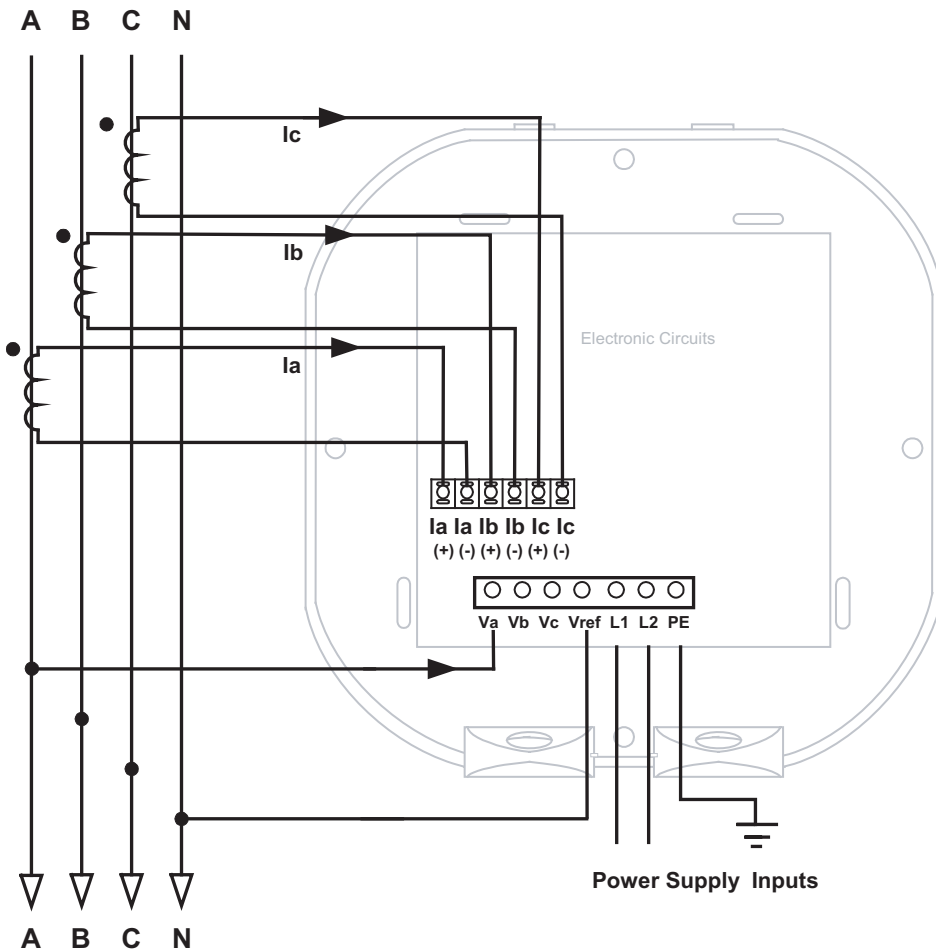 A B C N
Ic
Ib
Electronic Circuits
Ia
Ia Ia Ib Ib Ic Ic
(+) (-) (+) (-) (+) (-)
Va Vb Vc Vref L1 L2 PE
Power Supply Inputs
A B C N